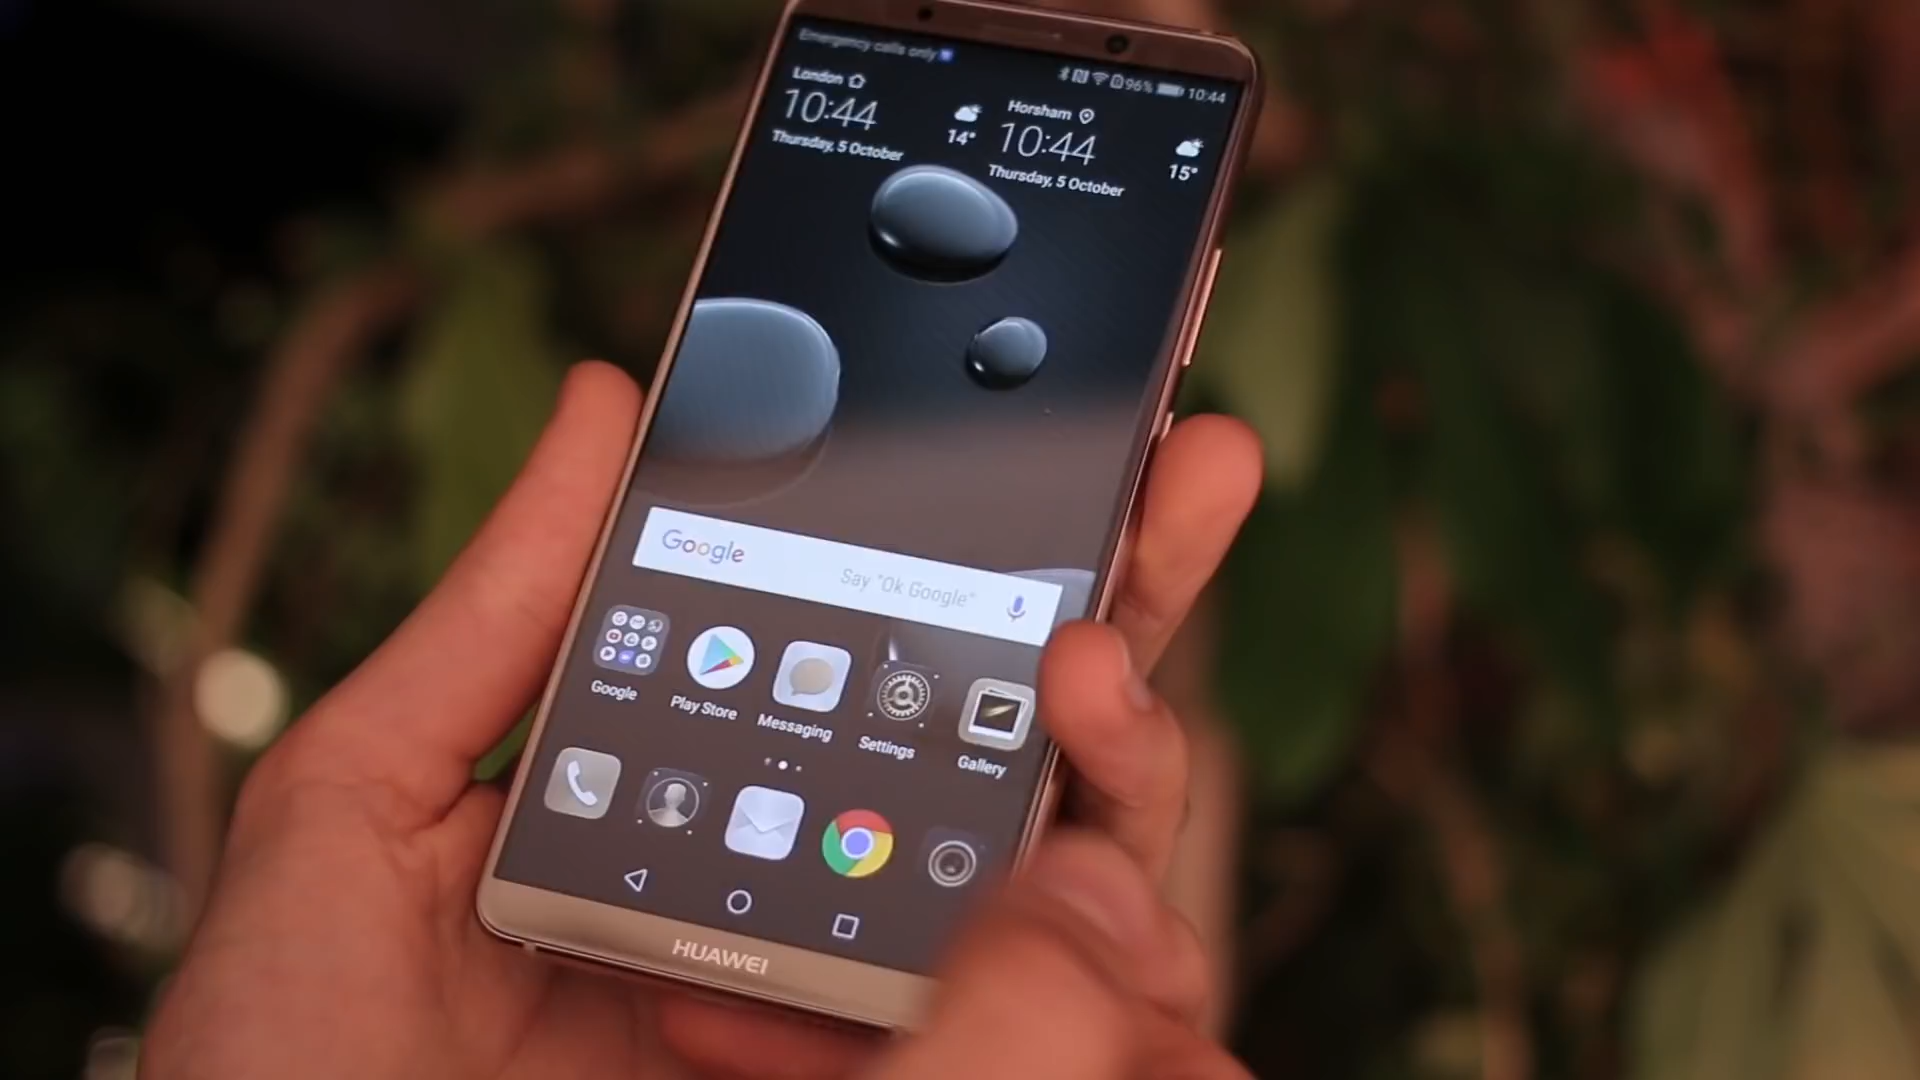 Emergency calls only
96% 10:44
London
10:44
Thursday, 5 October
14°
Horsham
10:44
Thursday, 5 October
15°
Google
Say "Ok Google"
Google
Play Store
Messaging
Settings
Gallery
HUAWEI